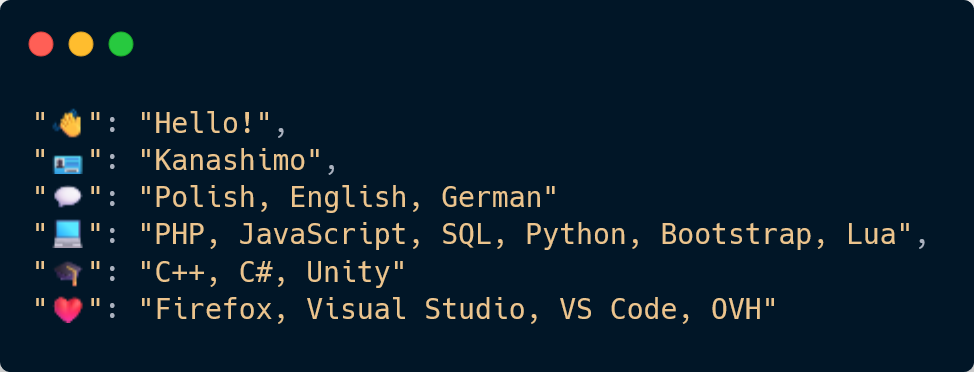 "👋": "Hello!",
"🪪": "Kanashimo",
"💬": "Polish, English, German"
"💻": "PHP, JavaScript, SQL, Python, Bootstrap, Lua",
"🎓": "C++, C#, Unity"
"❤️": "Firefox, Visual Studio, VS Code, OVH"